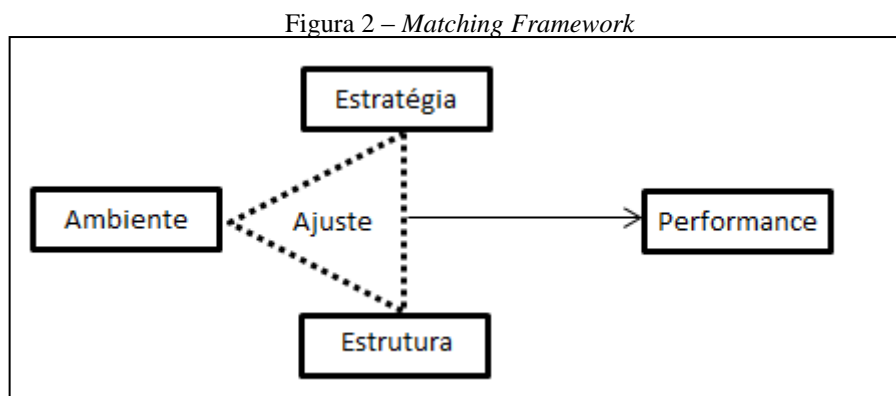 Figura 2 – Matching Framework
Estratégia
Ambiente
Ajuste
Performance
Estrutura